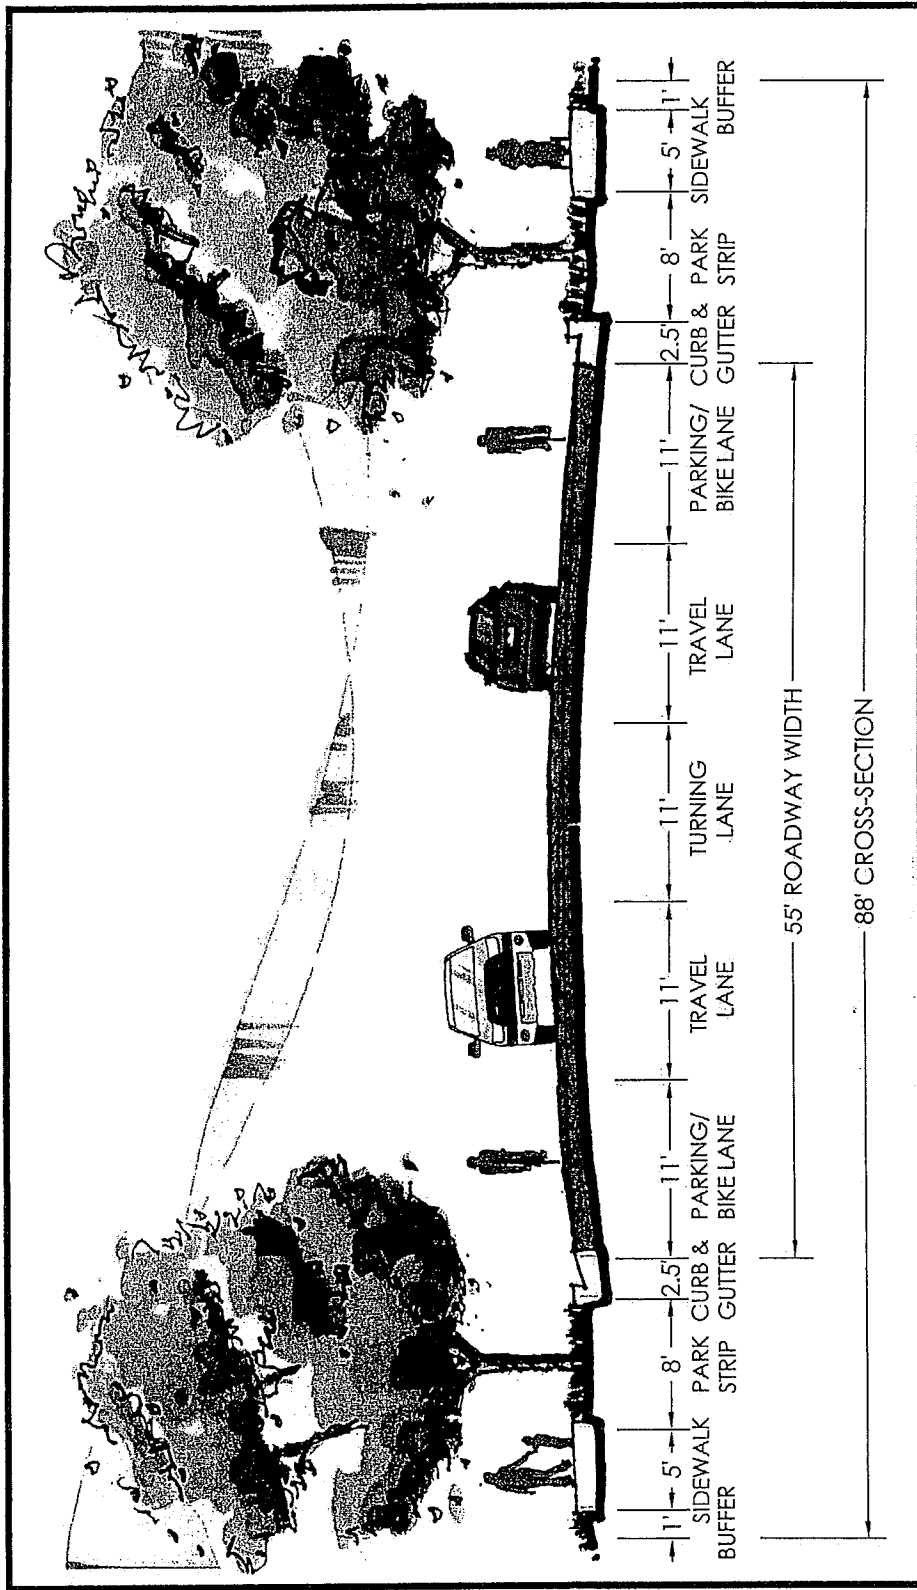 1' 5' 8' 2.5' 11' 11' 11' 11' 11' 2.5' 8' 5' 1'
SIDEWALK PARK CURB & PARKING/ TRAVEL TURNING TRAVEL PARKING/ CURB & PARK SIDEWALK
BUFFER STRIP GUTTER BIKE LANE LANE LANE LANE BIKE LANE GUTTER STRIP BUFFER
55' ROADWAY WIDTH
88' CROSS-SECTION